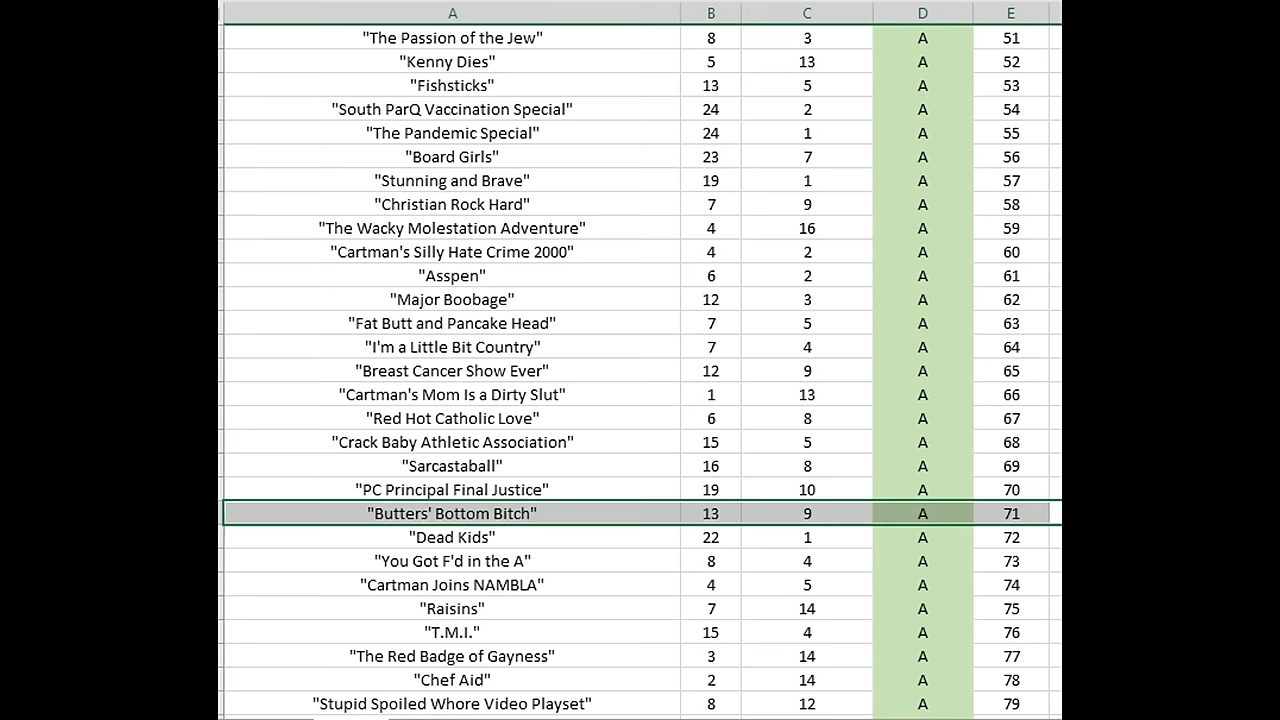 A B C D E
"The Passion of the Jew" 8 3 A 51
"Kenny Dies" 5 13 A 52
"Fishsticks" 13 5 A 53
"South ParQ Vaccination Special" 24 2 A 54
"The Pandemic Special" 24 1 A 55
"Board Girls" 23 7 A 56
"Stunning and Brave" 19 1 A 57
"Christian Rock Hard" 7 9 A 58
"The Wacky Molestation Adventure" 4 16 A 59
"Cartman's Silly Hate Crime 2000" 4 2 A 60
"Asspen" 6 2 A 61
"Major Boobage" 12 3 A 62
"Fat Butt and Pancake Head" 7 5 A 63
"I'm a Little Bit Country" 7 4 A 64
"Breast Cancer Show Ever" 12 9 A 65
"Cartman's Mom Is a Dirty Slut" 1 13 A 66
"Red Hot Catholic Love" 6 8 A 67
"Crack Baby Athletic Association" 15 5 A 68
"Sarcastaball" 16 8 A 69
"PC Principal Final Justice" 19 10 A 70
"Butters' Bottom Bitch" 13 9 A 71
"Dead Kids" 22 1 A 72
"You Got F'd in the A" 8 4 A 73
"Cartman Joins NAMBLA" 4 5 A 74
"Raisins" 7 14 A 75
"T.M.I." 15 4 A 76
"The Red Badge of Gayness" 3 14 A 77
"Chef Aid" 2 14 A 78
"Stupid Spoiled Whore Video Playset" 8 12 A 79